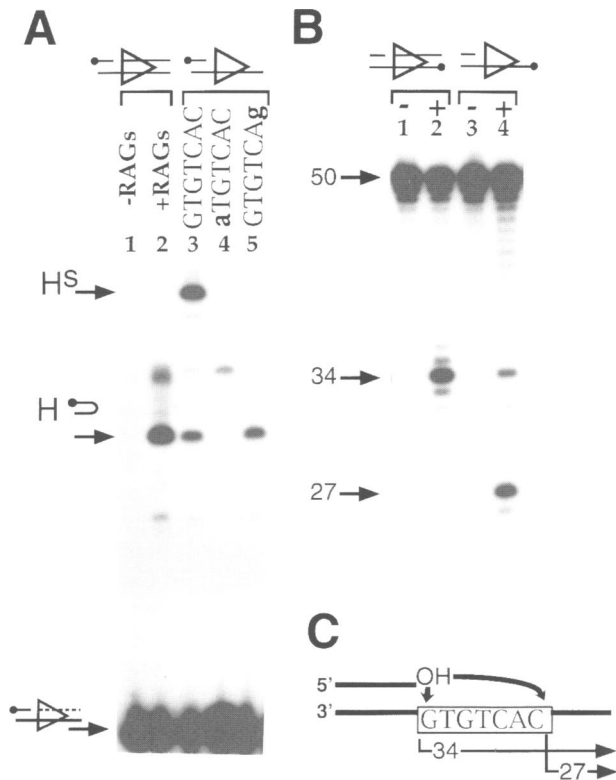 A
-RAGs
+RAGs
GTGTCAC
aTGTCAC
GTGTCAg
1 2 3 4 5
HS
H
B
- + - +
1 2 3 4
50
34
27
C
5' OH
3' GTGTCAC
34
27